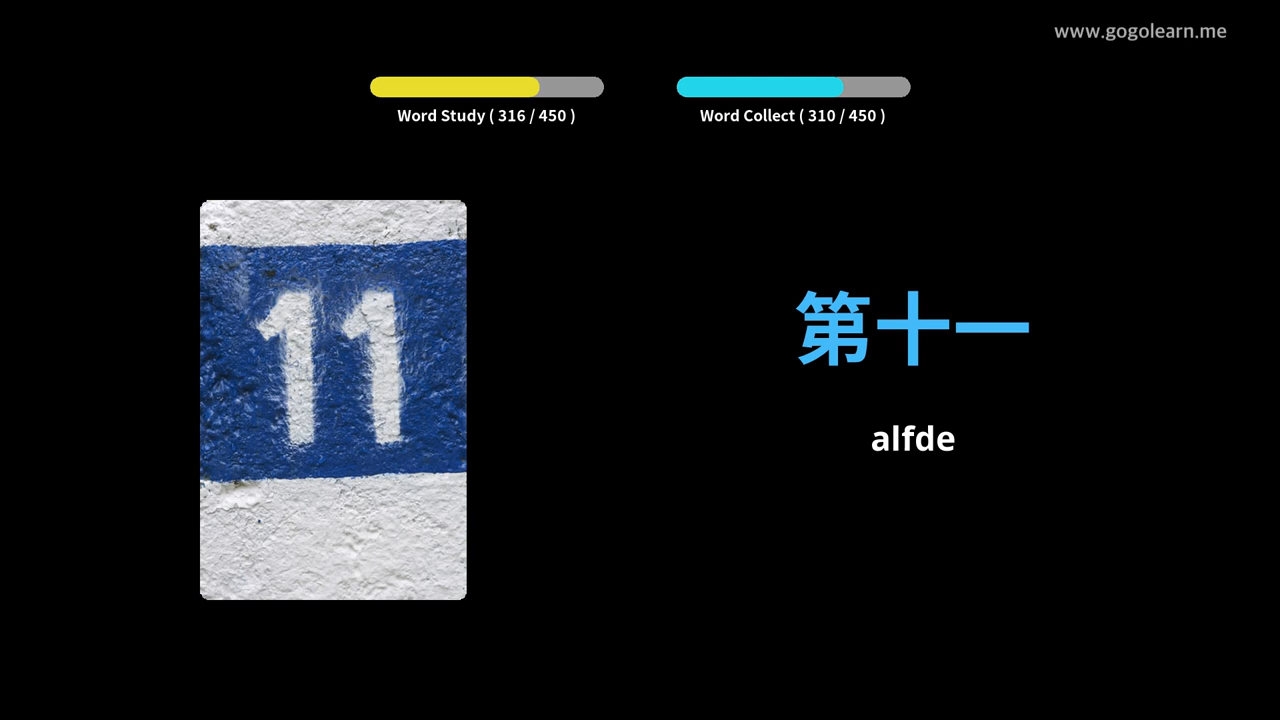 www.gogolearn.me
Word Study ( 316 / 450 )
Word Collect ( 310 / 450 )
11
第十一
alfde